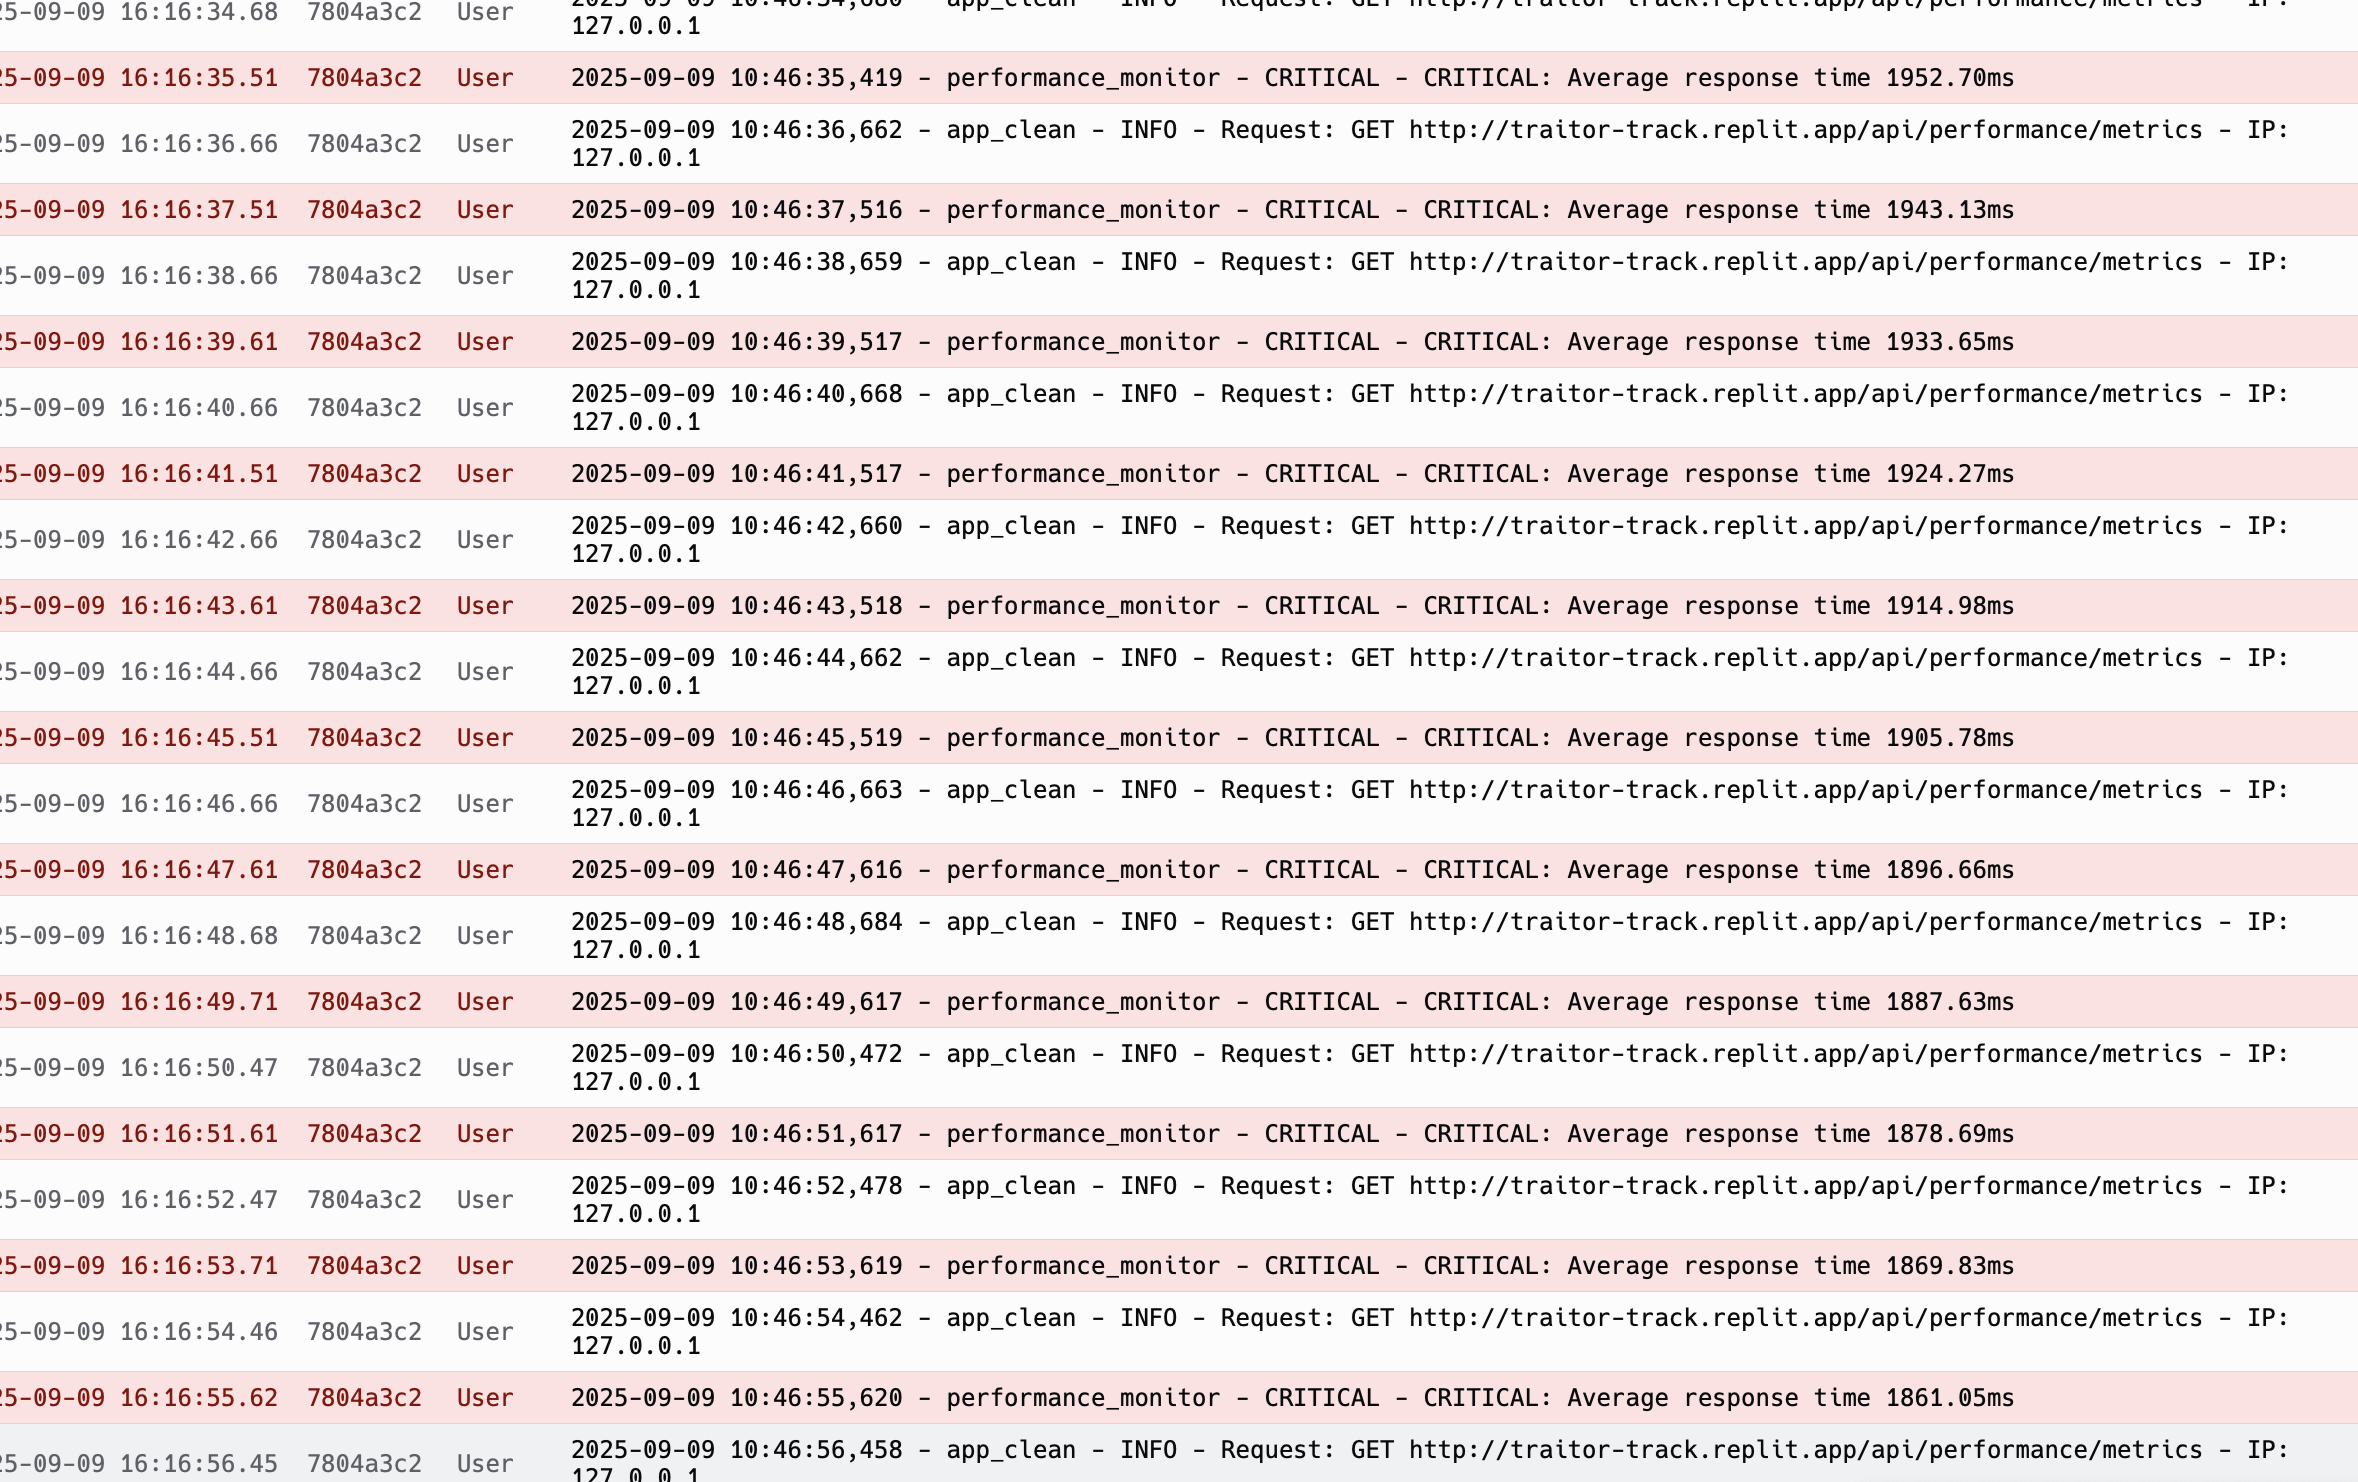 25-09-09 16:16:34.68 7804a3c2 User 2025-09-09 10:46:34,680 - app_clean - INFO - Request: GET http://traitor-track.replit.app/api/performance/metrics - IP:
127.0.0.1
25-09-09 16:16:35.51 7804a3c2 User 2025-09-09 10:46:35,419 - performance_monitor - CRITICAL - CRITICAL: Average response time 1952.70ms
25-09-09 16:16:36.66 7804a3c2 User 2025-09-09 10:46:36,662 - app_clean - INFO - Request: GET http://traitor-track.replit.app/api/performance/metrics - IP:
127.0.0.1
25-09-09 16:16:37.51 7804a3c2 User 2025-09-09 10:46:37,516 - performance_monitor - CRITICAL - CRITICAL: Average response time 1943.13ms
25-09-09 16:16:38.66 7804a3c2 User 2025-09-09 10:46:38,659 - app_clean - INFO - Request: GET http://traitor-track.replit.app/api/performance/metrics - IP:
127.0.0.1
25-09-09 16:16:39.61 7804a3c2 User 2025-09-09 10:46:39,517 - performance_monitor - CRITICAL - CRITICAL: Average response time 1933.65ms
25-09-09 16:16:40.66 7804a3c2 User 2025-09-09 10:46:40,668 - app_clean - INFO - Request: GET http://traitor-track.replit.app/api/performance/metrics - IP:
127.0.0.1
25-09-09 16:16:41.51 7804a3c2 User 2025-09-09 10:46:41,517 - performance_monitor - CRITICAL - CRITICAL: Average response time 1924.27ms
25-09-09 16:16:42.66 7804a3c2 User 2025-09-09 10:46:42,660 - app_clean - INFO - Request: GET http://traitor-track.replit.app/api/performance/metrics - IP:
127.0.0.1
25-09-09 16:16:43.61 7804a3c2 User 2025-09-09 10:46:43,518 - performance_monitor - CRITICAL - CRITICAL: Average response time 1914.98ms
25-09-09 16:16:44.66 7804a3c2 User 2025-09-09 10:46:44,662 - app_clean - INFO - Request: GET http://traitor-track.replit.app/api/performance/metrics - IP:
127.0.0.1
25-09-09 16:16:45.51 7804a3c2 User 2025-09-09 10:46:45,519 - performance_monitor - CRITICAL - CRITICAL: Average response time 1905.78ms
25-09-09 16:16:46.66 7804a3c2 User 2025-09-09 10:46:46,663 - app_clean - INFO - Request: GET http://traitor-track.replit.app/api/performance/metrics - IP:
127.0.0.1
25-09-09 16:16:47.61 7804a3c2 User 2025-09-09 10:46:47,616 - performance_monitor - CRITICAL - CRITICAL: Average response time 1896.66ms
25-09-09 16:16:48.68 7804a3c2 User 2025-09-09 10:46:48,684 - app_clean - INFO - Request: GET http://traitor-track.replit.app/api/performance/metrics - IP:
127.0.0.1
25-09-09 16:16:49.71 7804a3c2 User 2025-09-09 10:46:49,617 - performance_monitor - CRITICAL - CRITICAL: Average response time 1887.63ms
25-09-09 16:16:50.47 7804a3c2 User 2025-09-09 10:46:50,472 - app_clean - INFO - Request: GET http://traitor-track.replit.app/api/performance/metrics - IP:
127.0.0.1
25-09-09 16:16:51.61 7804a3c2 User 2025-09-09 10:46:51,617 - performance_monitor - CRITICAL - CRITICAL: Average response time 1878.69ms
25-09-09 16:16:52.47 7804a3c2 User 2025-09-09 10:46:52,478 - app_clean - INFO - Request: GET http://traitor-track.replit.app/api/performance/metrics - IP:
127.0.0.1
25-09-09 16:16:53.71 7804a3c2 User 2025-09-09 10:46:53,619 - performance_monitor - CRITICAL - CRITICAL: Average response time 1869.83ms
25-09-09 16:16:54.46 7804a3c2 User 2025-09-09 10:46:54,462 - app_clean - INFO - Request: GET http://traitor-track.replit.app/api/performance/metrics - IP:
127.0.0.1
25-09-09 16:16:55.62 7804a3c2 User 2025-09-09 10:46:55,620 - performance_monitor - CRITICAL - CRITICAL: Average response time 1861.05ms
25-09-09 16:16:56.45 7804a3c2 User 2025-09-09 10:46:56,458 - app_clean - INFO - Request: GET http://traitor-track.replit.app/api/performance/metrics - IP:
127.0.0.1